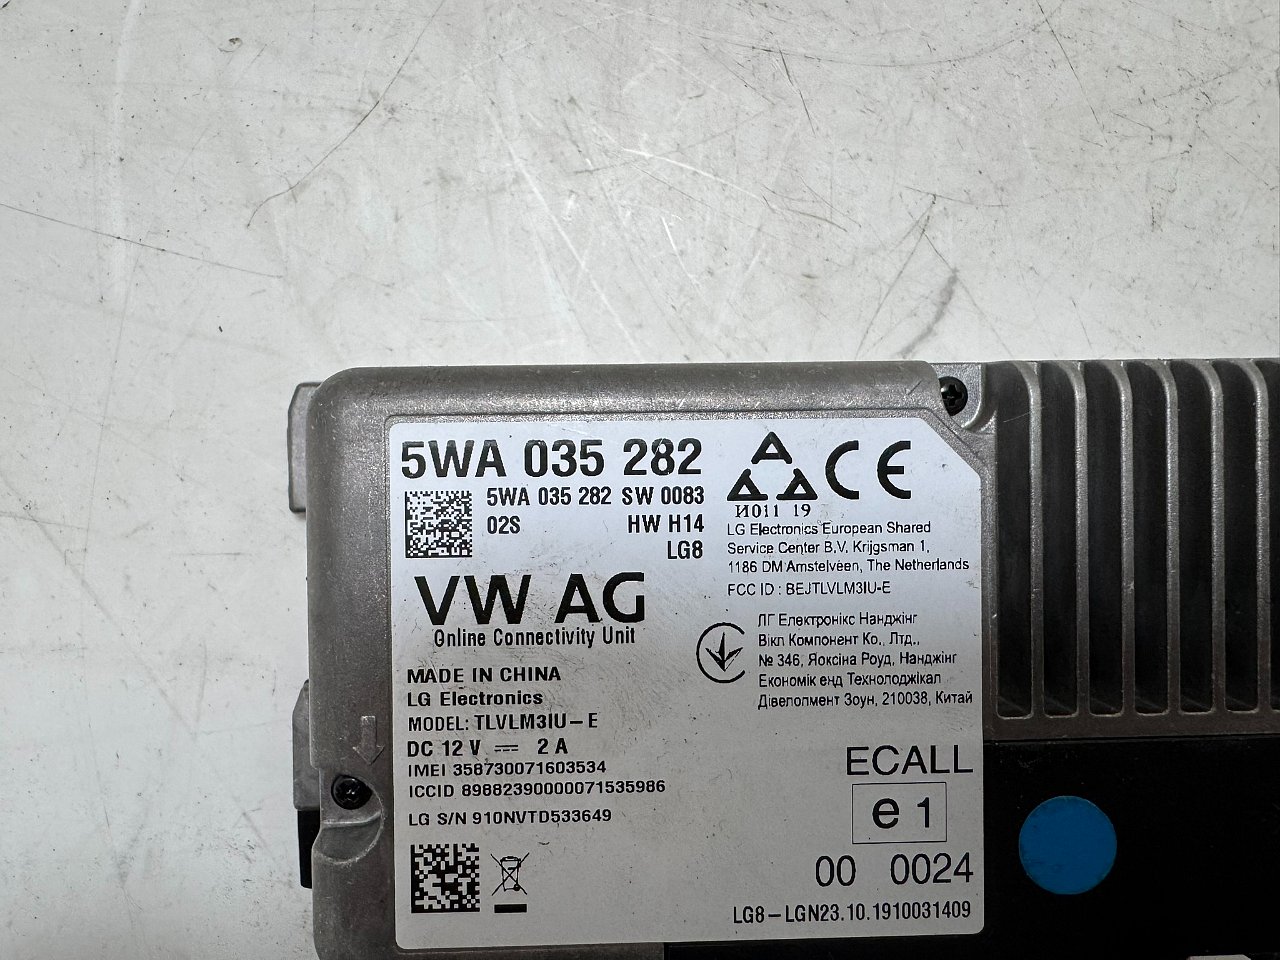 5WA 035 282
5WA 035 282 SW 0083
02S HW H14
LG8
VW AG
Online Connectivity Unit
MADE IN CHINA
LG Electronics
MODEL: TLVLM3IU-E
DC 12 V ⎓ 2 A
IMEI 358730071603534
ICCID 89882390000071535986
LG S/N 910NVTD533649
CE
И011 19
LG Electronics European Shared
Service Center B.V. Krijgsman 1,
1186 DM Amstelveen, The Netherlands
FCC ID : BEJTLVLM3IU-E
ЛГ Електронікс Нанджінг
Вікл Компонент Ко., Лтд.,
№ 346, Яоксіна Роуд, Нанджінг
Економік енд Технолоджікал
Дівелопмент Зоун, 210038, Китай
ECALL
e 1
00 0024
LG8-LGN23.10.1910031409